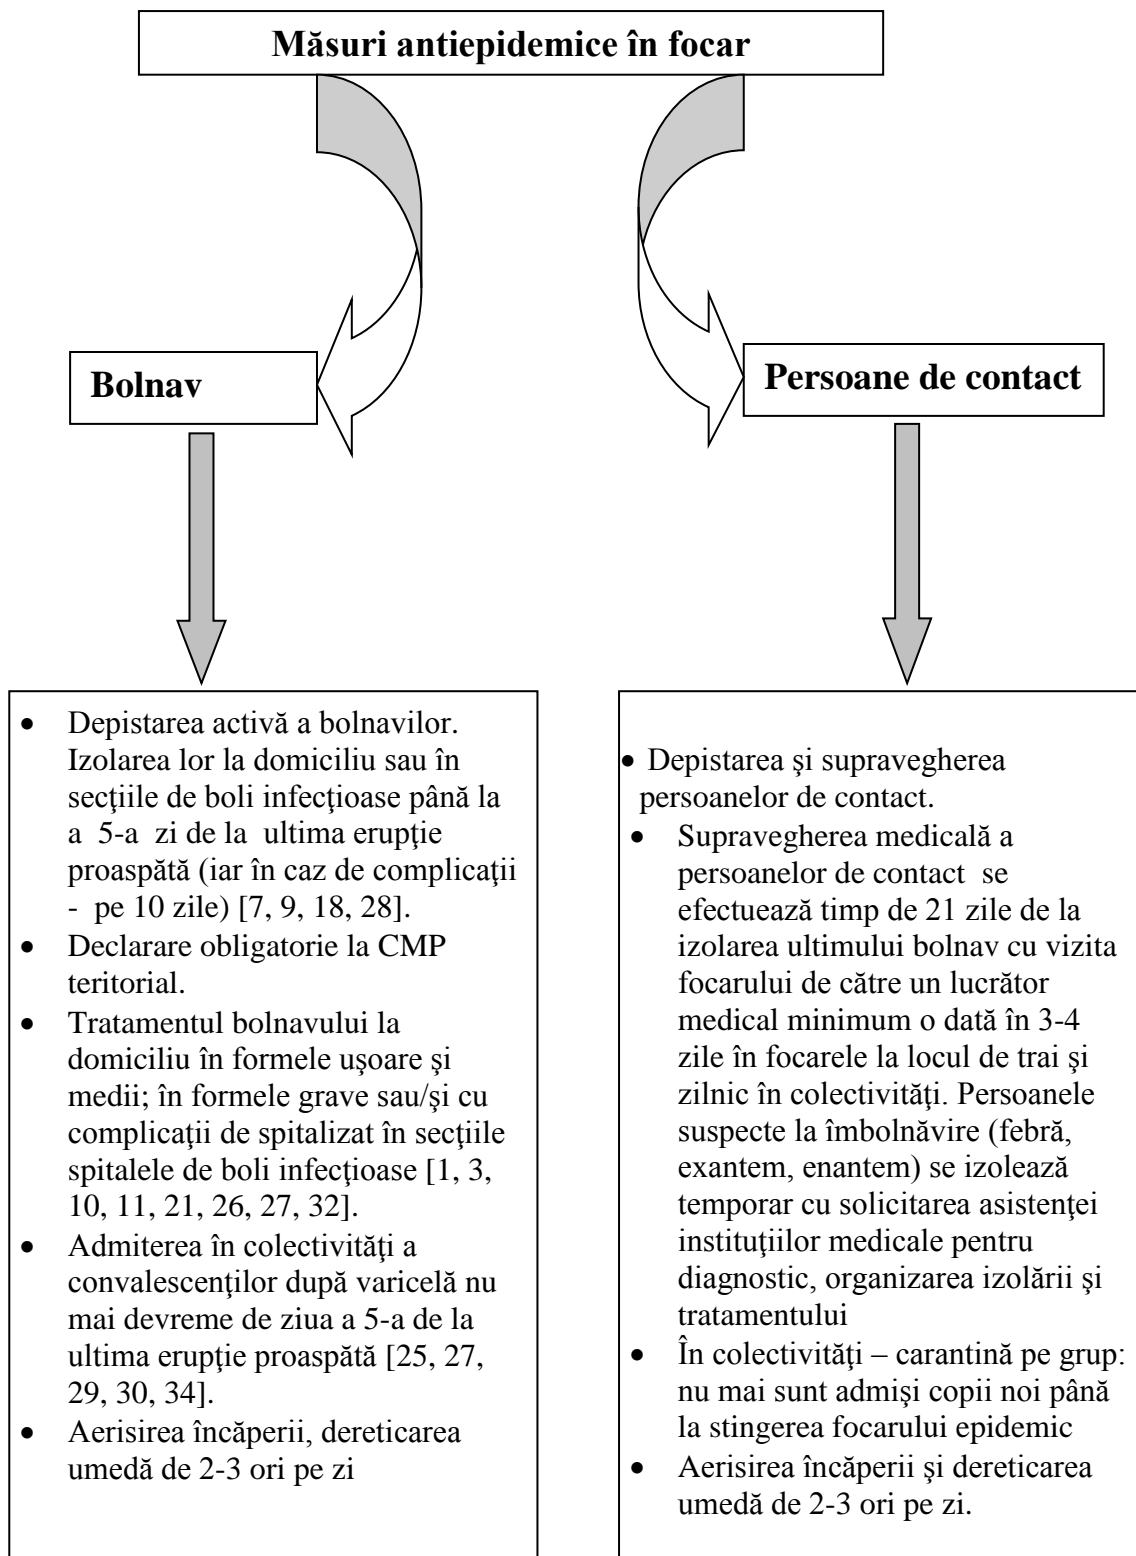 Măsuri antiepidemice în focar
Bolnav
Persoane de contact
• Depistarea activă a bolnavilor.
Izolarea lor la domiciliu sau în
secţiile de boli infecţioase până la
a 5-a zi de la ultima erupţie
proaspătă (iar în caz de complicaţii
- pe 10 zile) [7, 9, 18, 28].
• Declarare obligatorie la CMP
teritorial.
• Tratamentul bolnavului la
domiciliu în formele uşoare şi
medii; în formele grave sau/şi cu
complicaţii de spitalizat în secţiile
spitalele de boli infecţioase [1, 3,
10, 11, 21, 26, 27, 32].
• Admiterea în colectivităţi a
convalescenţilor după varicelă nu
mai devreme de ziua a 5-a de la
ultima erupţie proaspătă [25, 27,
29, 30, 34].
• Aerisirea încăperii, dereticarea
umedă de 2-3 ori pe zi
• Depistarea şi supravegherea
persoanelor de contact.
• Supravegherea medicală a
persoanelor de contact se
efectuează timp de 21 zile de la
izolarea ultimului bolnav cu vizita
focarului de către un lucrător
medical minimum o dată în 3-4
zile în focarele la locul de trai şi
zilnic în colectivităţi. Persoanele
suspecte la îmbolnăvire (febră,
exantem, enantem) se izolează
temporar cu solicitarea asistenţei
instituţiilor medicale pentru
diagnostic, organizarea izolării şi
tratamentului
• În colectivităţi – carantină pe grup:
nu mai sunt admişi copii noi până
la stingerea focarului epidemic
• Aerisirea încăperii şi dereticarea
umedă de 2-3 ori pe zi.